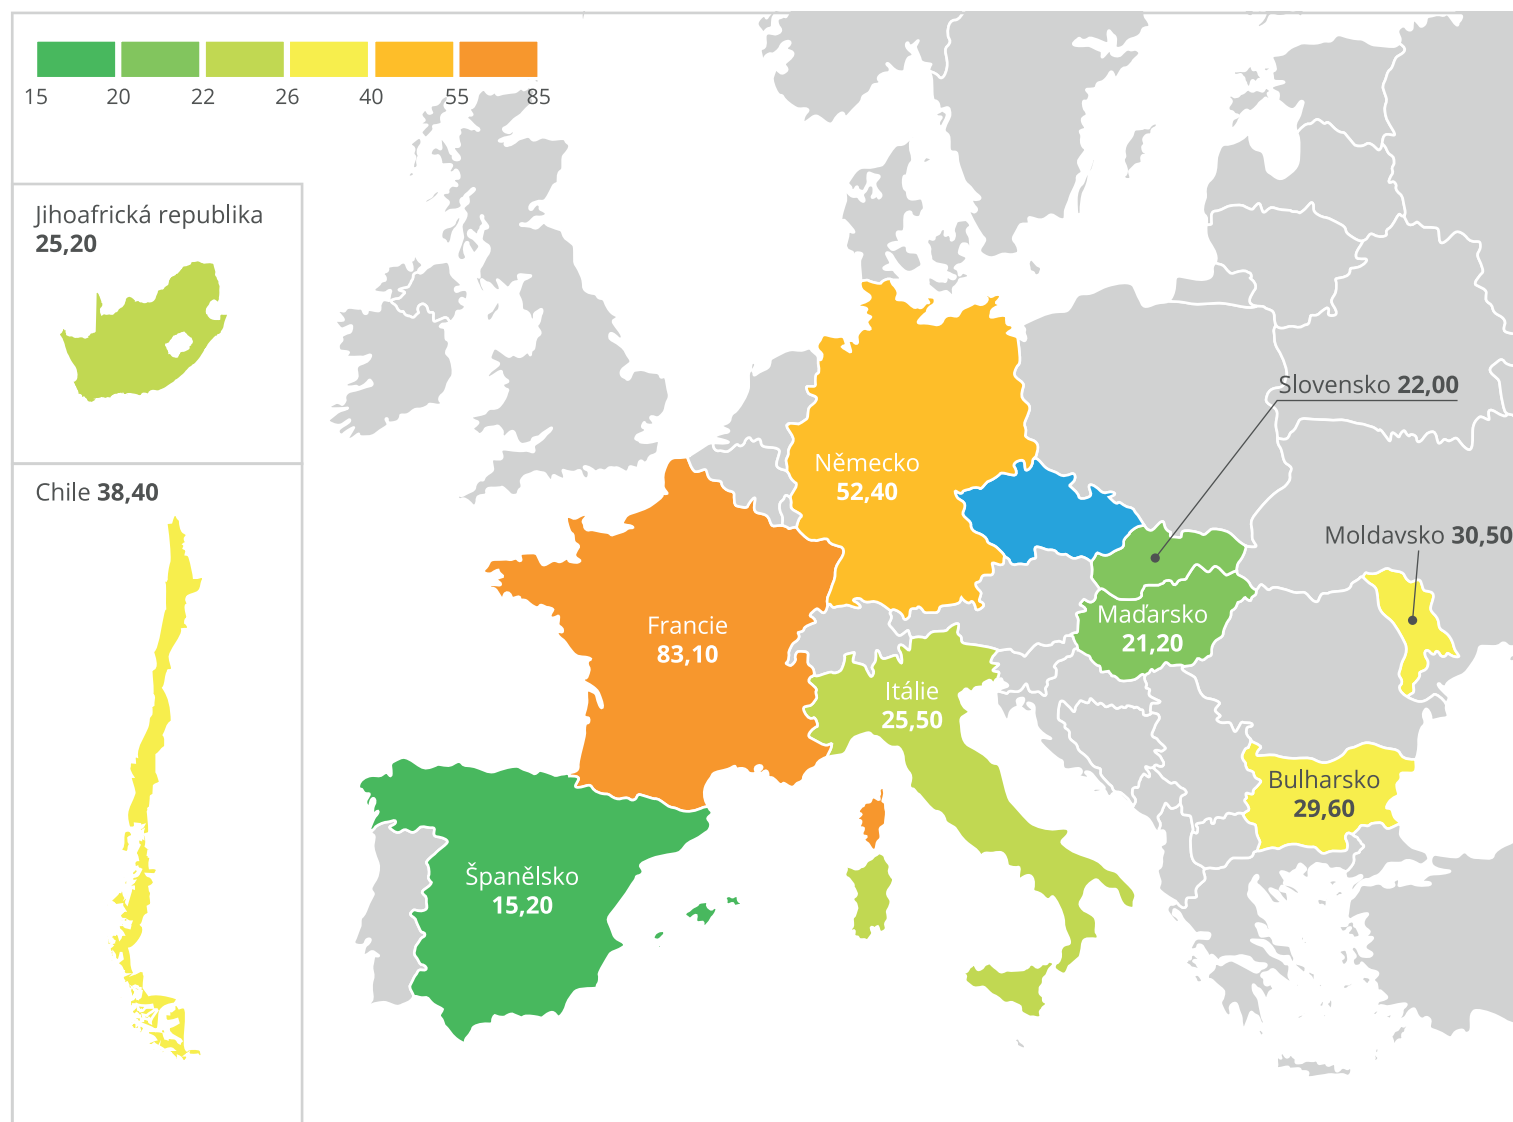 15 20 22 26 40 55 85
Jihoafrická republika
25,20
Chile 38,40
Slovensko 22,00
Německo
52,40
Moldavsko 30,50
Maďarsko
21,20
Francie
83,10
Itálie
25,50
Bulharsko
29,60
Španělsko
15,20